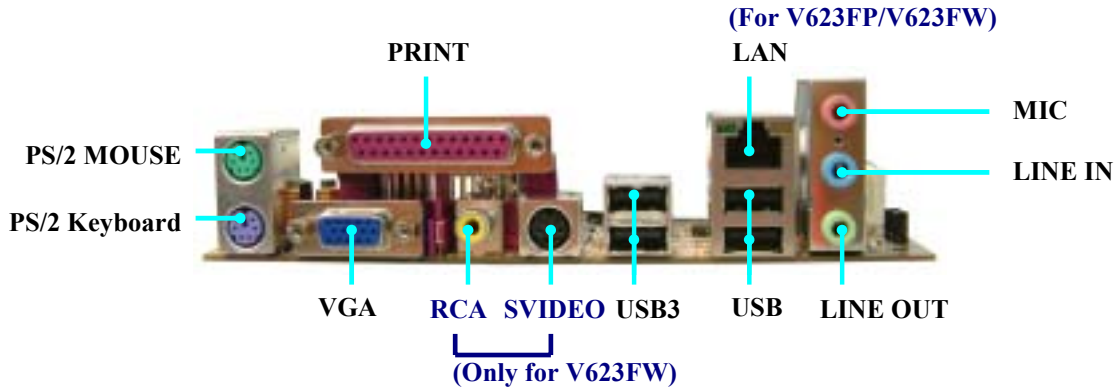 (For V623FP/V623FW)
PRINT
LAN
MIC
PS/2 MOUSE
LINE IN
PS/2 Keyboard
VGA
RCA
SVIDEO
USB3
USB
LINE OUT
(Only for V623FW)